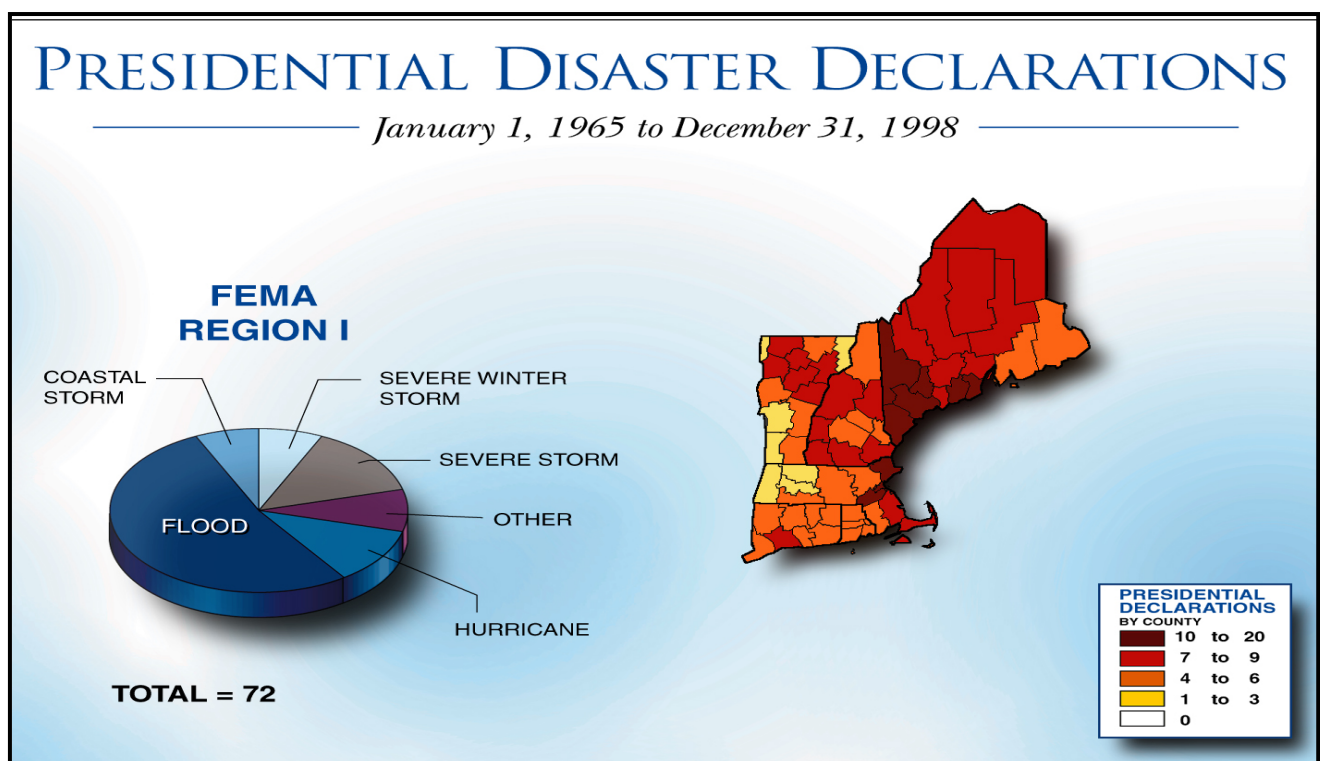 PRESIDENTIAL DISASTER DECLARATIONS
January 1, 1965 to December 31, 1998
FEMA
REGION I
COASTAL
STORM
SEVERE WINTER
STORM
SEVERE STORM
OTHER
FLOOD
HURRICANE
TOTAL = 72
PRESIDENTIAL
DECLARATIONS
BY COUNTY
10 to 20
7 to 9
4 to 6
1 to 3
0